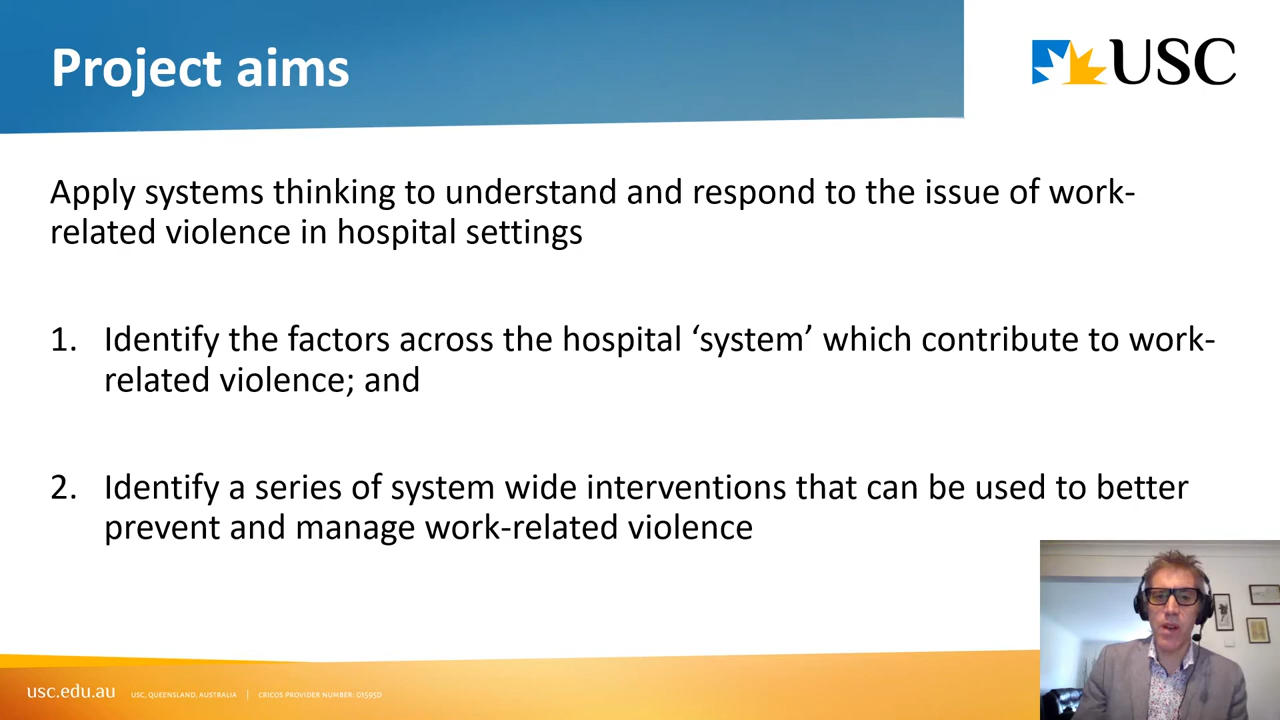 Project aims
USC
Apply systems thinking to understand and respond to the issue of work-
related violence in hospital settings
1. Identify the factors across the hospital ‘system’ which contribute to work-
related violence; and
2. Identify a series of system wide interventions that can be used to better
prevent and manage work-related violence
usc.edu.au USC, QUEENSLAND, AUSTRALIA | CRICOS PROVIDER NUMBER: 01595D